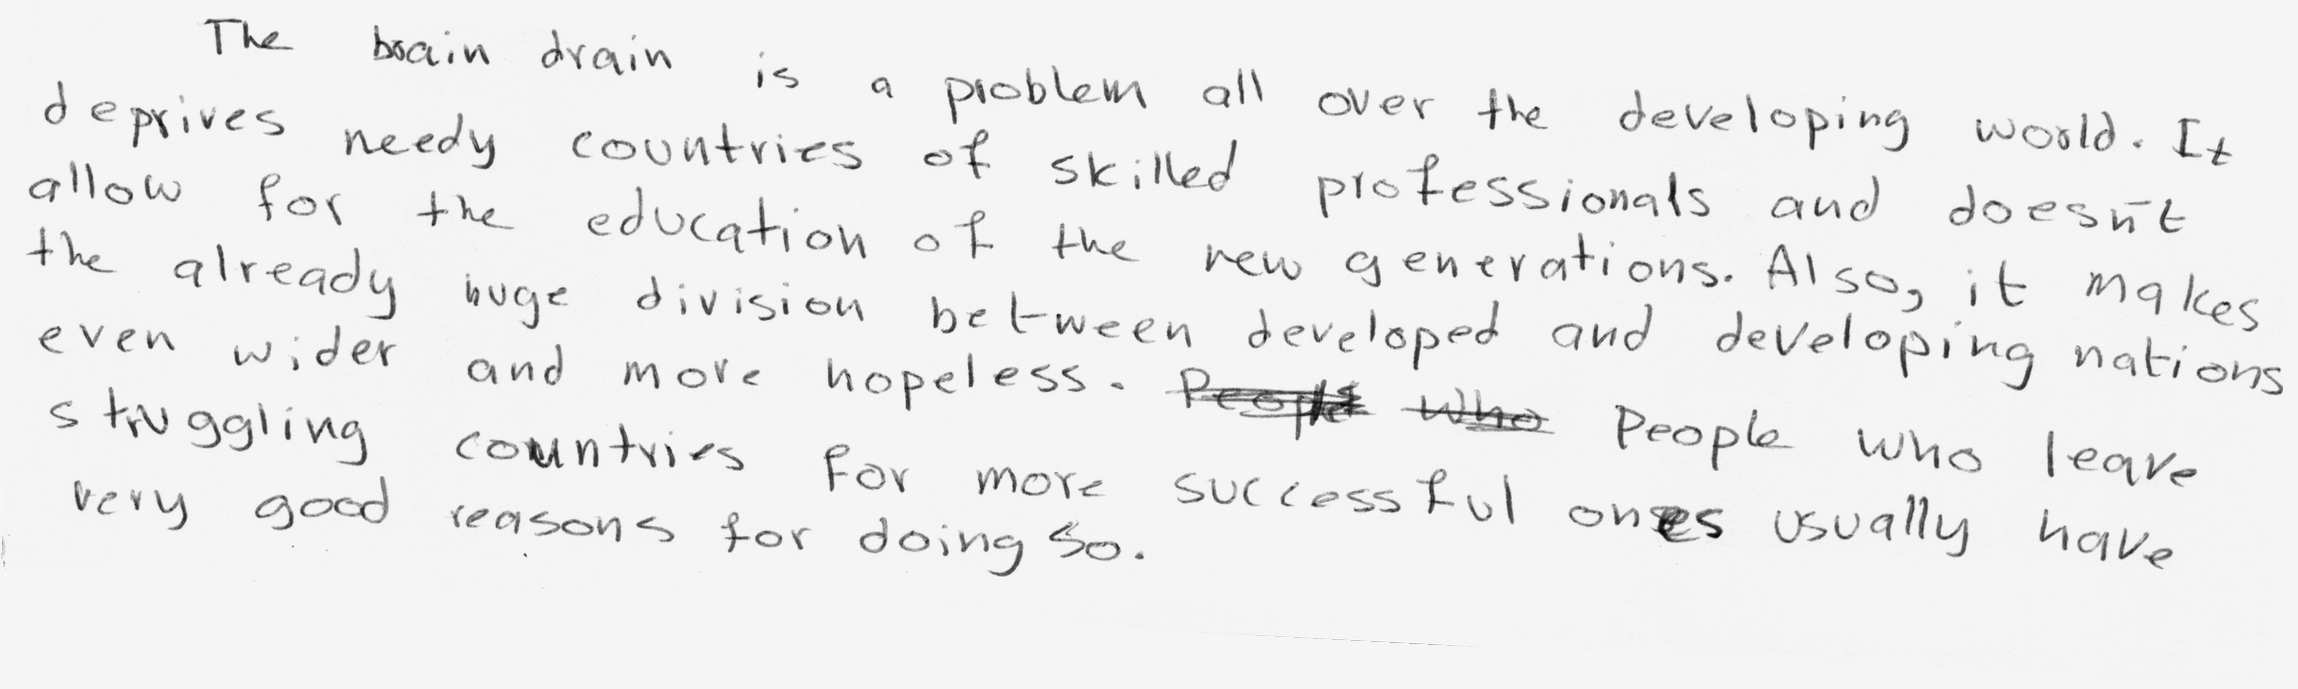 The brain drain is a problem all over the developing world. It
deprives needy countries of skilled professionals and doesn't
allow for the education of the new generations. Also, it makes
the already huge division between developed and developing nations
even wider and more hopeless. People who People who leave
struggling countries for more successful ones usually have
very good reasons for doing so.